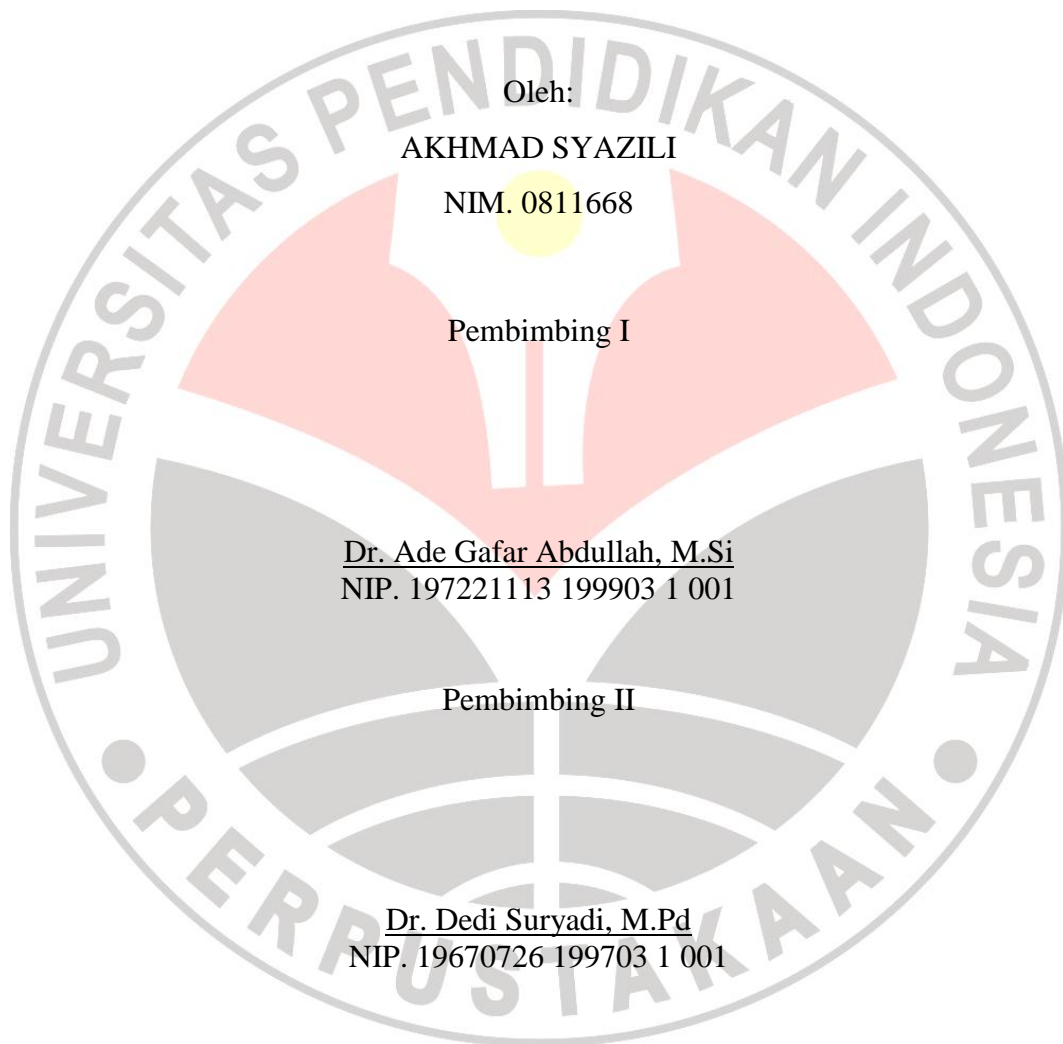 Oleh:
AKHMAD SYAZILI
NIM. 0811668
Pembimbing I
Dr. Ade Gafar Abdullah, M.Si
NIP. 197221113 199903 1 001
Pembimbing II
Dr. Dedi Suryadi, M.Pd
NIP. 19670726 199703 1 001
UNIVERSITAS PENDIDIKAN INDONESIA
PERPUSTAKAAN